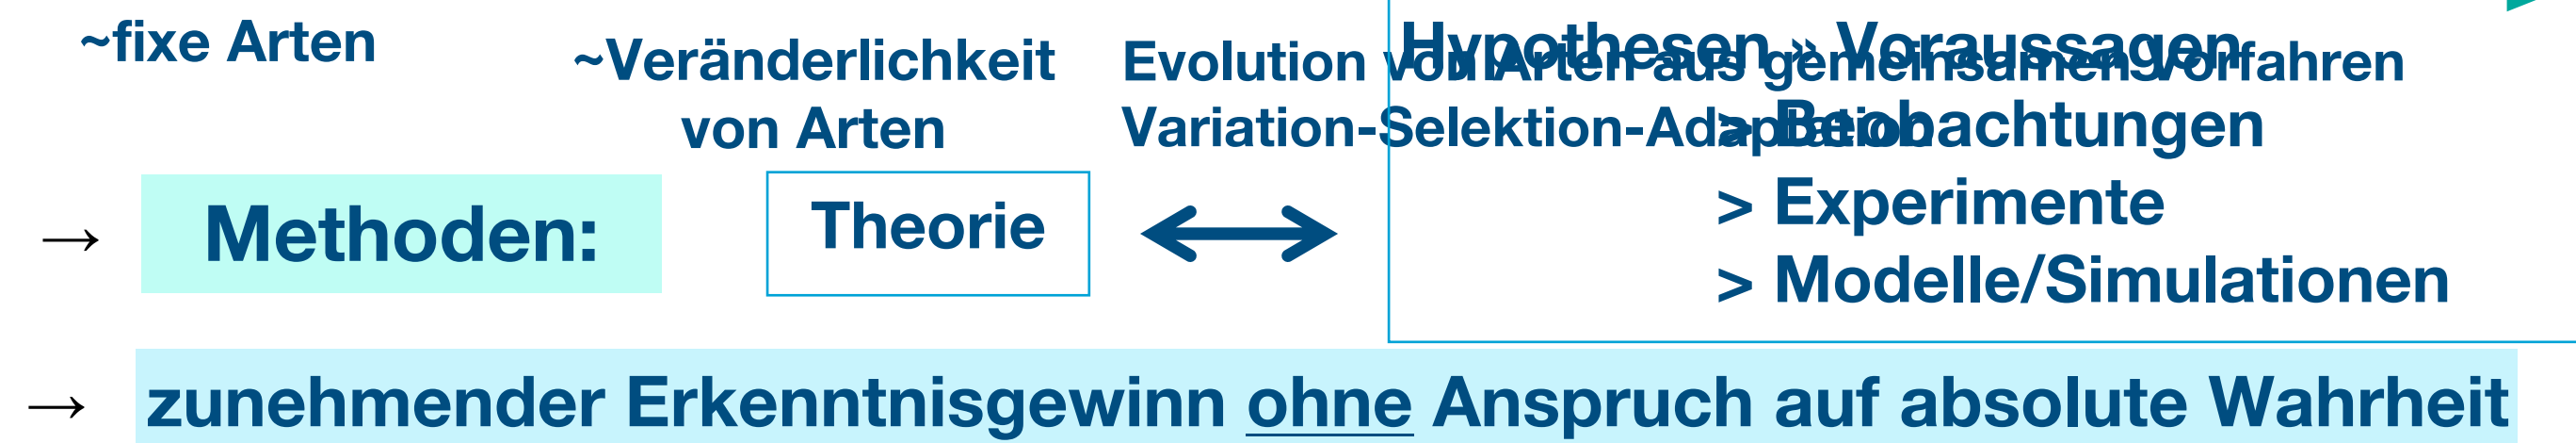 ~fixe Arten
~Veränderlichkeit
von Arten
Evolution von Arten aus gemeinsamen Vorfahren
Variation-Selektion-Adaptation
Hypothesen » Voraussagen
> Beobachtungen
> Experimente
> Modelle/Simulationen
→ Methoden:
Theorie
→ zunehmender Erkenntnisgewinn ohne Anspruch auf absolute Wahrheit